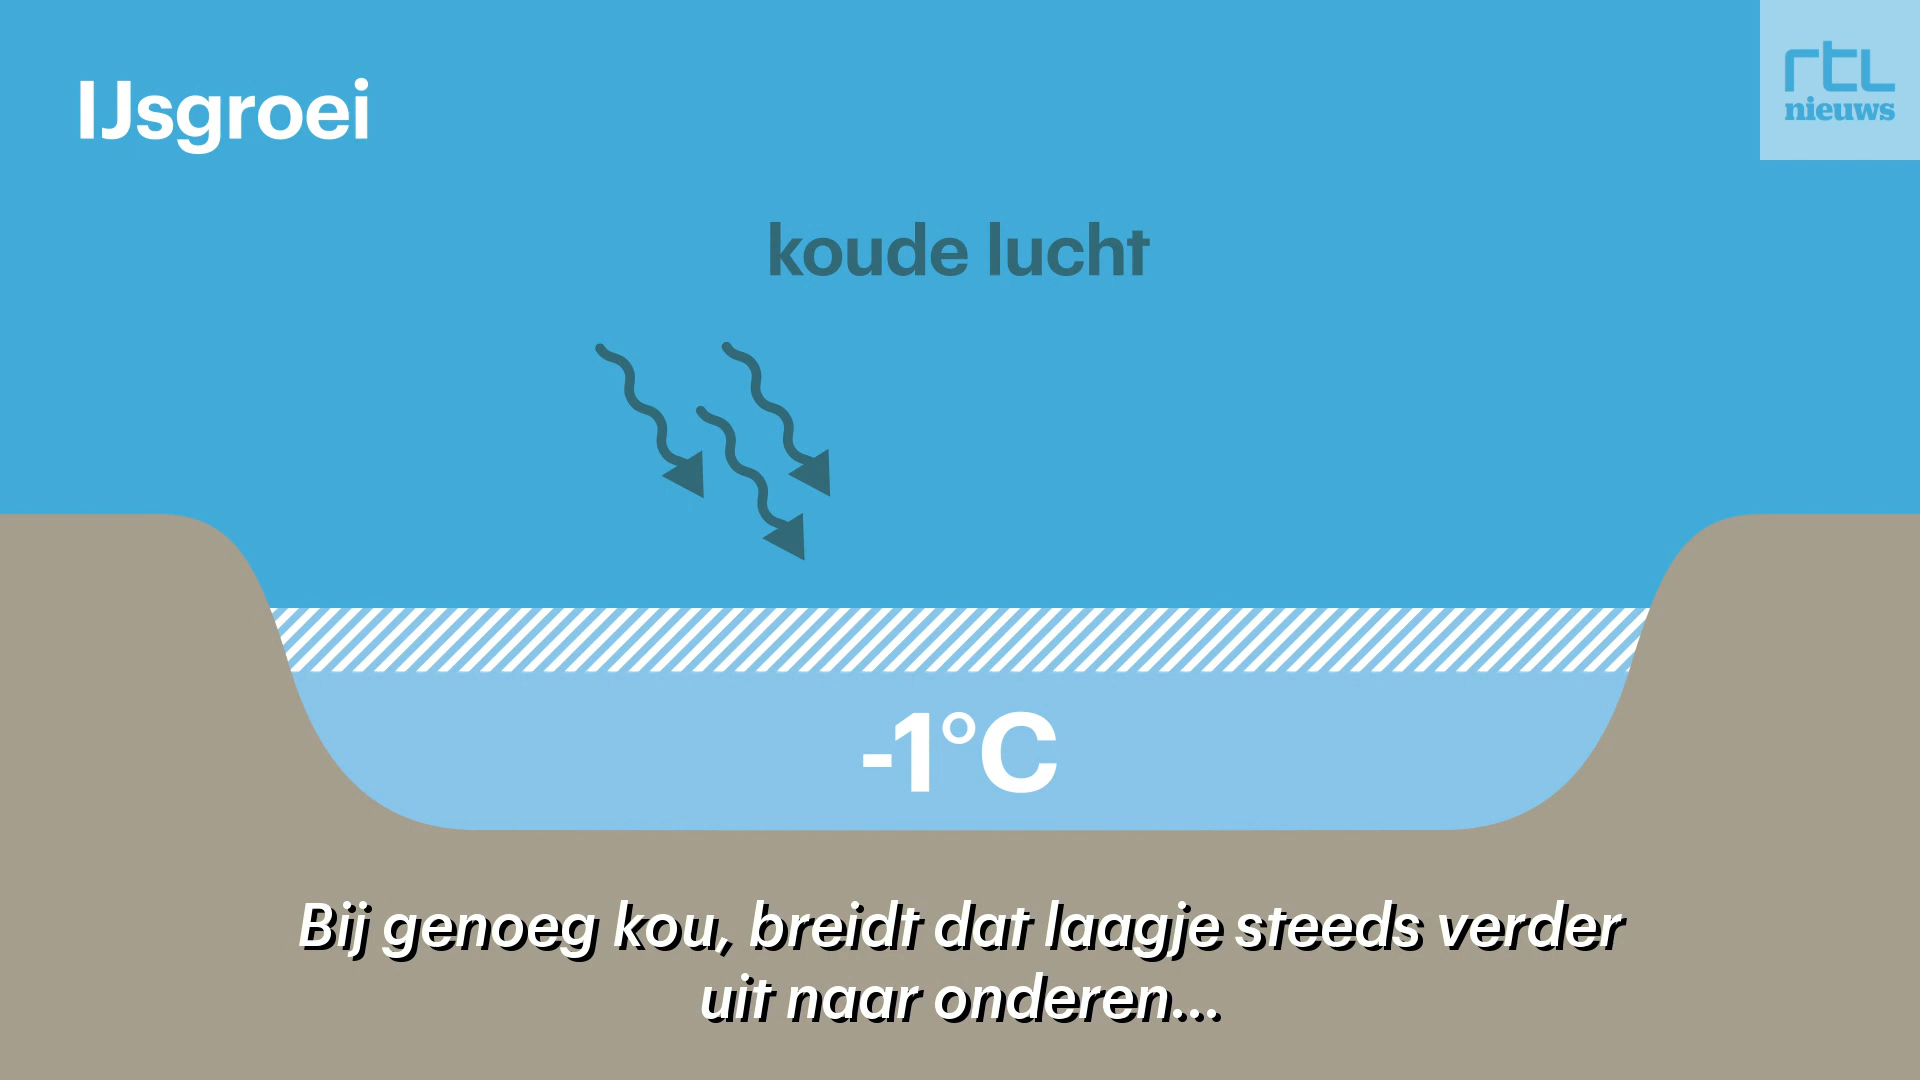 IJsgroei
rtl
nieuws
koude lucht
-1°C
Bij genoeg kou, breidt dat laagje steeds verder
uit naar onderen...